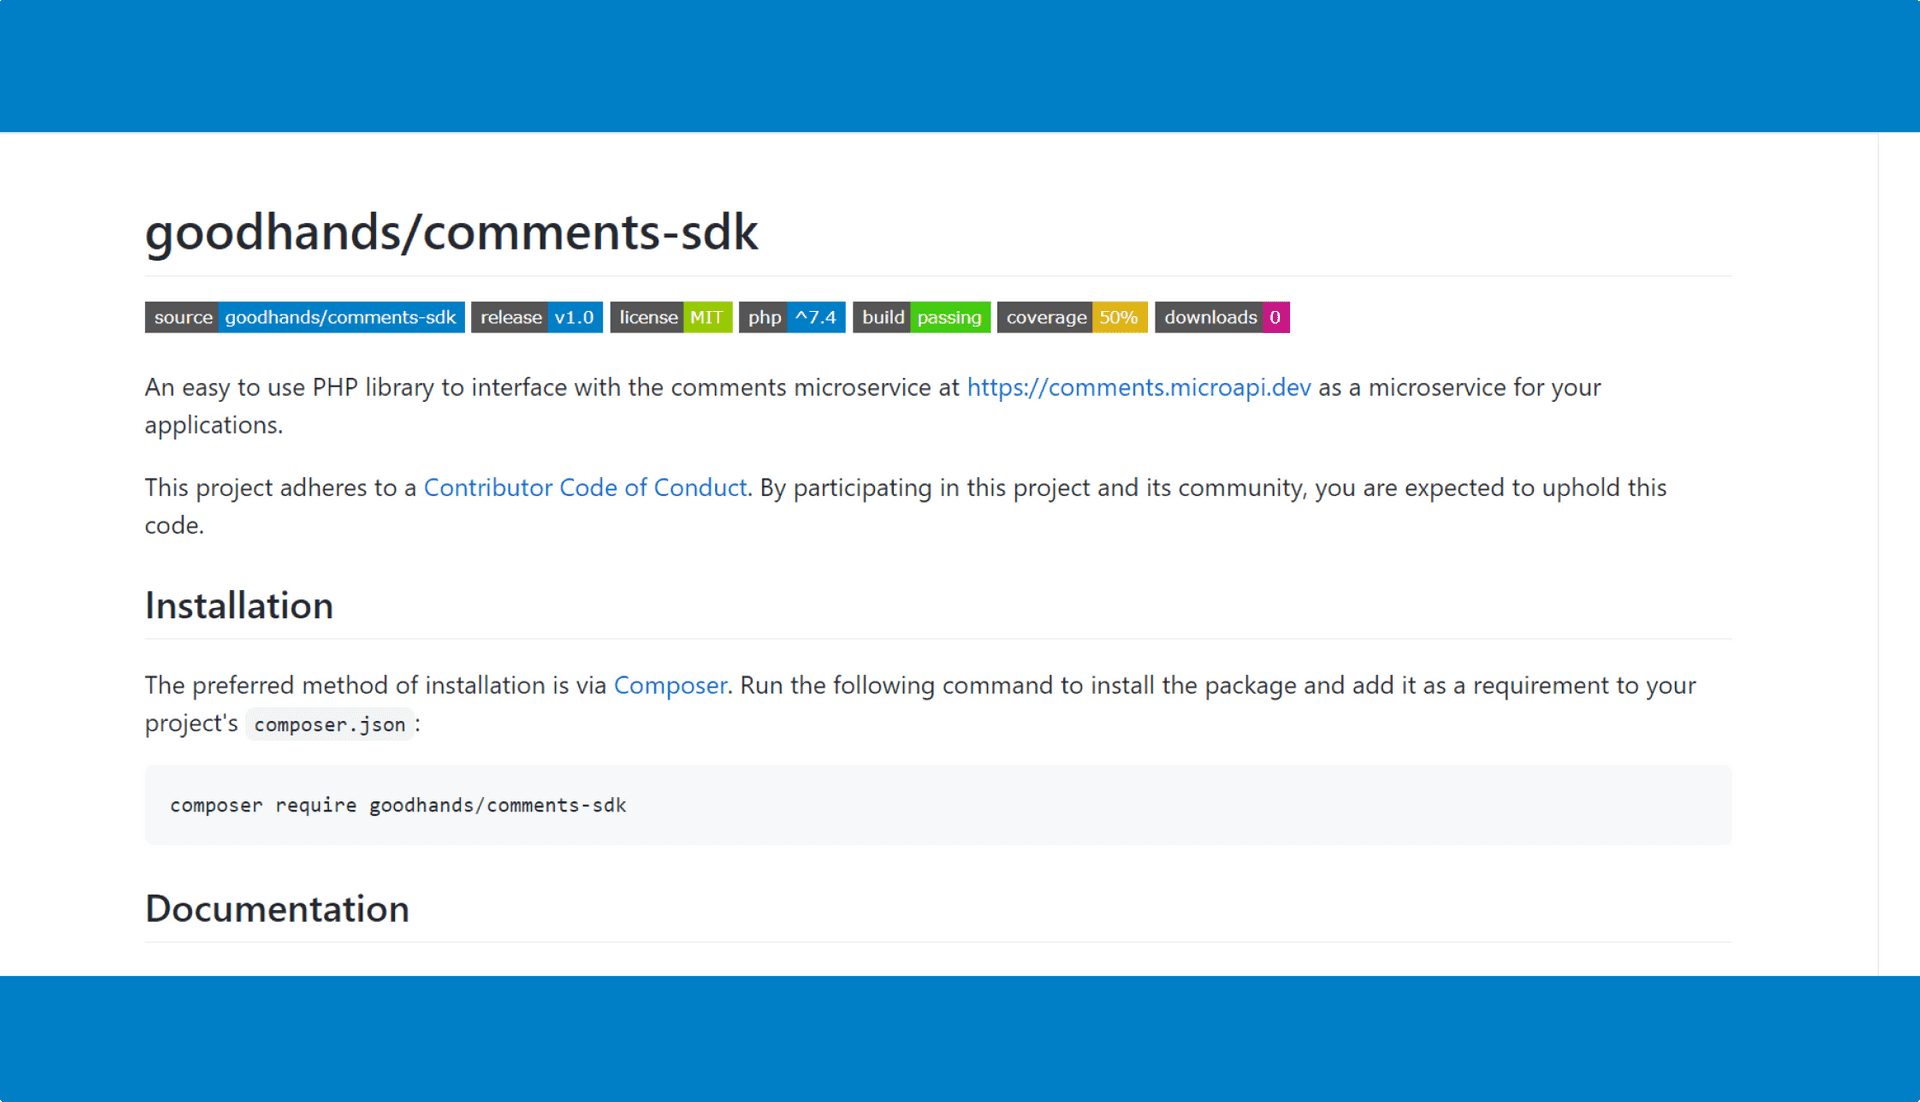 goodhands/comments-sdk
source goodhands/comments-sdk release v1.0 license MIT php ^7.4 build passing coverage 50% downloads 0
An easy to use PHP library to interface with the comments microservice at https://comments.microapi.dev as a microservice for your
applications.
This project adheres to a Contributor Code of Conduct. By participating in this project and its community, you are expected to uphold this
code.
Installation
The preferred method of installation is via Composer. Run the following command to install the package and add it as a requirement to your
project's composer.json:
composer require goodhands/comments-sdk
Documentation